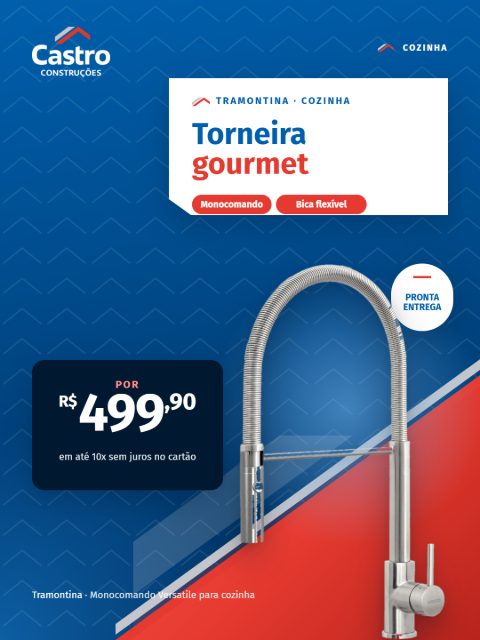 Castro
CONSTRUÇÕES
COZINHA
TRAMONTINA · COZINHA
Torneira
gourmet
Monocomando Bica flexível
PRONTA
ENTREGA
POR
R$ 499,90
em até 10x sem juros no cartão
Tramontina · Monocomando Versatile para cozinha